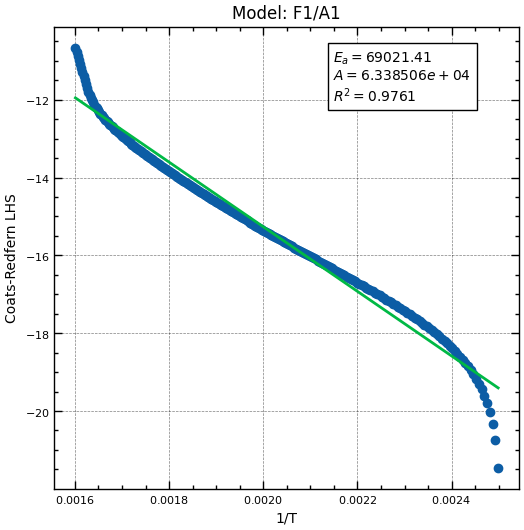 Model: F1/A1
E_a = 69021.41
A = 6.338506e + 04
R² = 0.9761
Coats-Redfern LHS
−12
−14
−16
−18
−20
0.0016 0.0018 0.0020 0.0022 0.0024
1/T